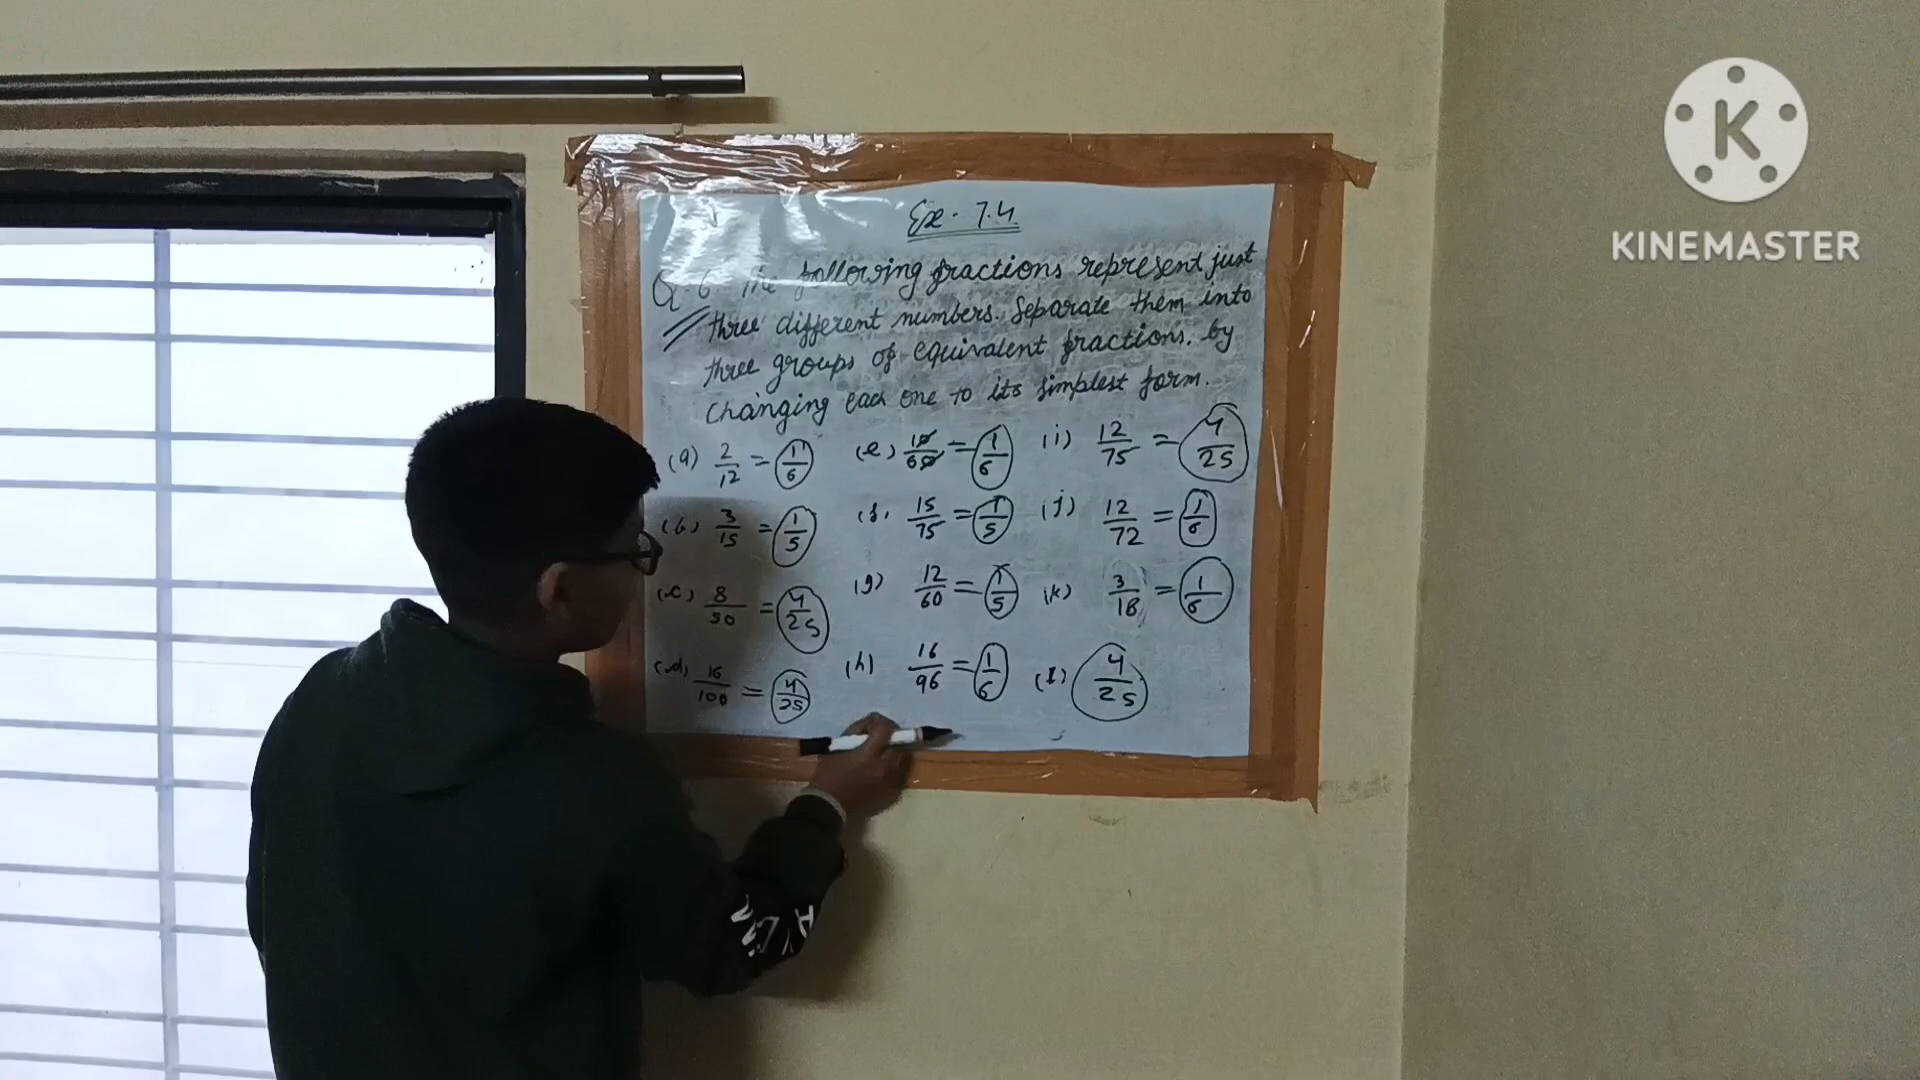 Ex - 7.4
Q-6 The following fractions represent just
three different numbers. Separate them into
three groups of equivalent fractions. by
changing each one to its simplest form.
(a) 2/12 = 1/6 (e) 10/60 = 1/6 (i) 12/75 = 4/25
(b) 3/15 = 1/5 (f) 15/75 = 1/5 (j) 12/72 = 1/6
(c) 8/50 = 4/25 (g) 12/60 = 1/5 (k) 3/18 = 1/6
(d) 16/100 = 4/25 (h) 16/96 = 1/6 (l) 4/25
K
KINEMASTER